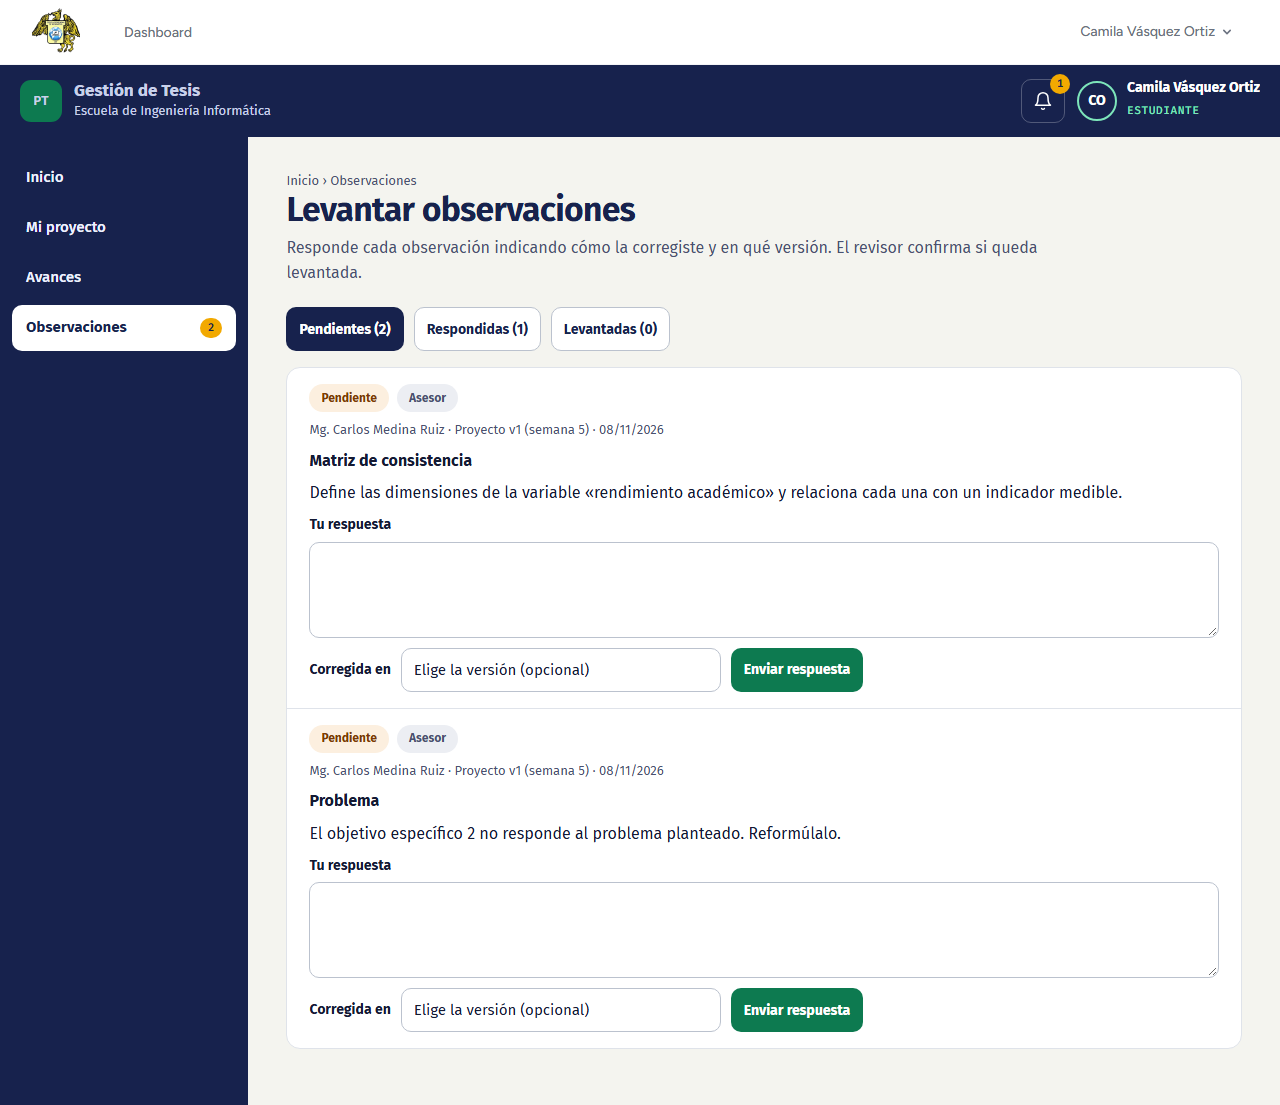 Dashboard
Camila Vásquez Ortiz
PT
Gestión de Tesis
Escuela de Ingeniería Informática
1
CO
Camila Vásquez Ortiz
ESTUDIANTE
Inicio
Mi proyecto
Avances
Observaciones
2
Inicio › Observaciones
Levantar observaciones
Responde cada observación indicando cómo la corregiste y en qué versión. El revisor confirma si queda
levantada.
Pendientes (2)
Respondidas (1)
Levantadas (0)
Pendiente
Asesor
Mg. Carlos Medina Ruiz · Proyecto v1 (semana 5) · 08/11/2026
Matriz de consistencia
Define las dimensiones de la variable «rendimiento académico» y relaciona cada una con un indicador medible.
Tu respuesta
Corregida en
Elige la versión (opcional)
Enviar respuesta
Pendiente
Asesor
Mg. Carlos Medina Ruiz · Proyecto v1 (semana 5) · 08/11/2026
Problema
El objetivo específico 2 no responde al problema planteado. Reformúlalo.
Tu respuesta
Corregida en
Elige la versión (opcional)
Enviar respuesta